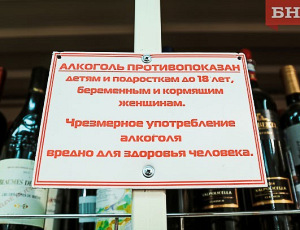 БН
АЛКОГОЛЬ ПРОТИВОПОКАЗАН
детям и подросткам до 18 лет,
беременным и кормящим
женщинам.
Чрезмерное употребление
алкоголя
вредно для здоровья человека.